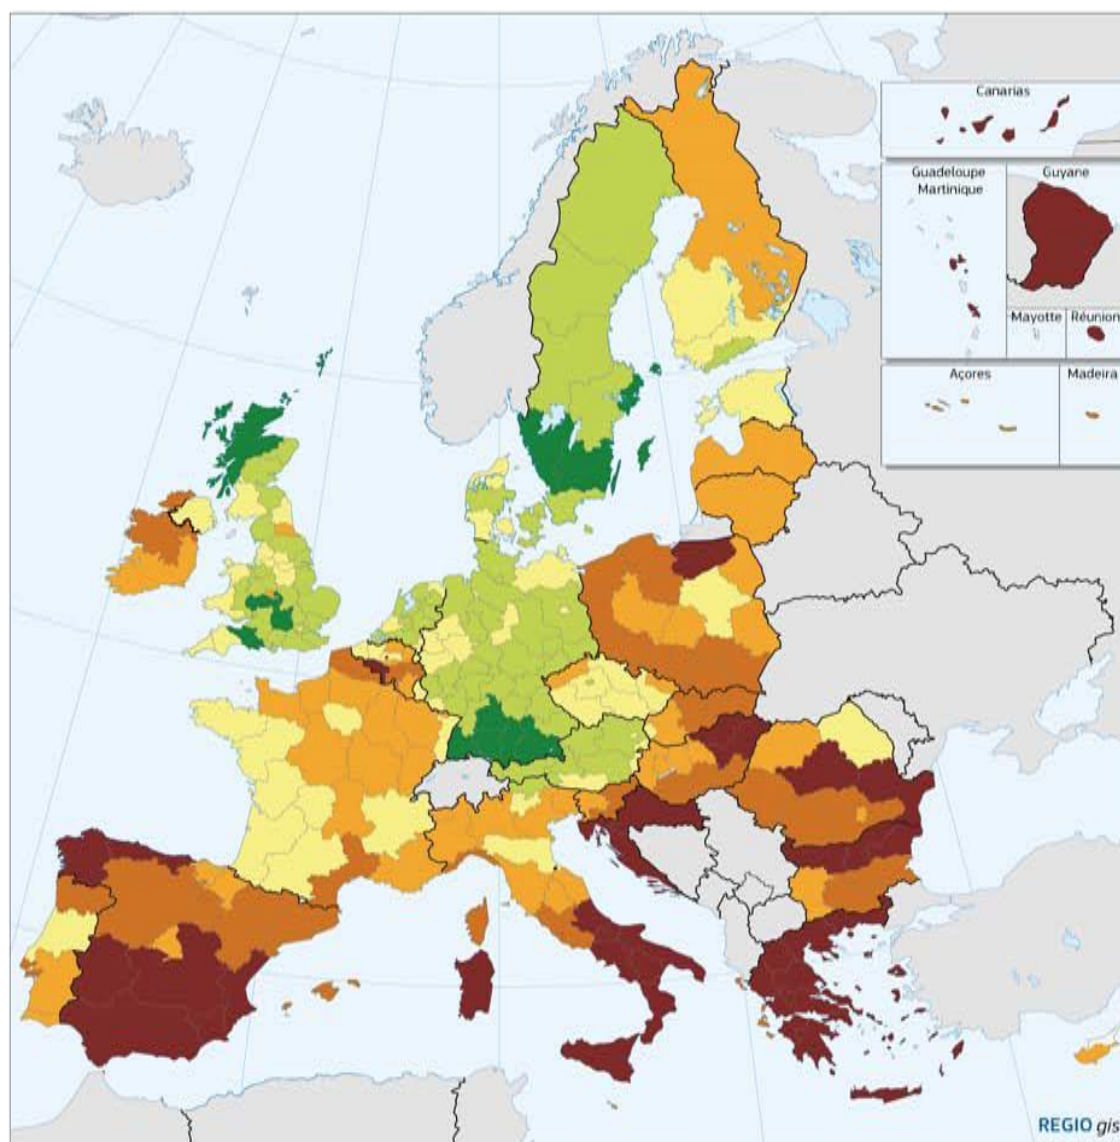 Canarias
Guadeloupe
Martinique
Guyane
Mayotte
Réunion
Açores
Madeira
REGIO gis